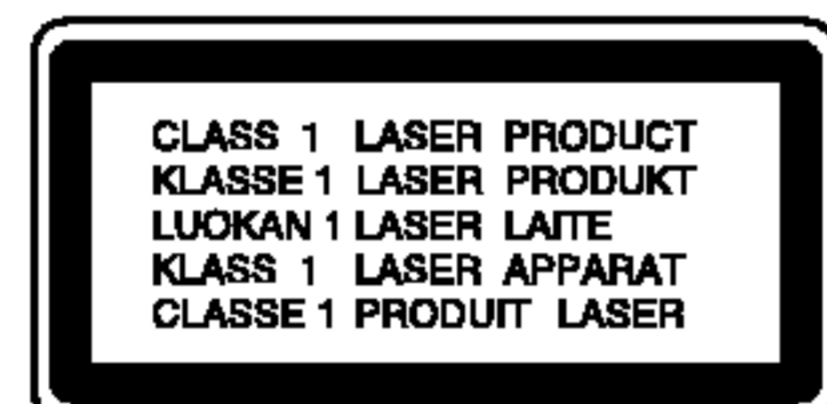 CLASS 1 LASER PRODUCT
KLASSE 1 LASER PRODUKT
LUOKAN 1 LASER LAITE
KLASS 1 LASER APPARAT
CLASSE 1 PRODUIT LASER